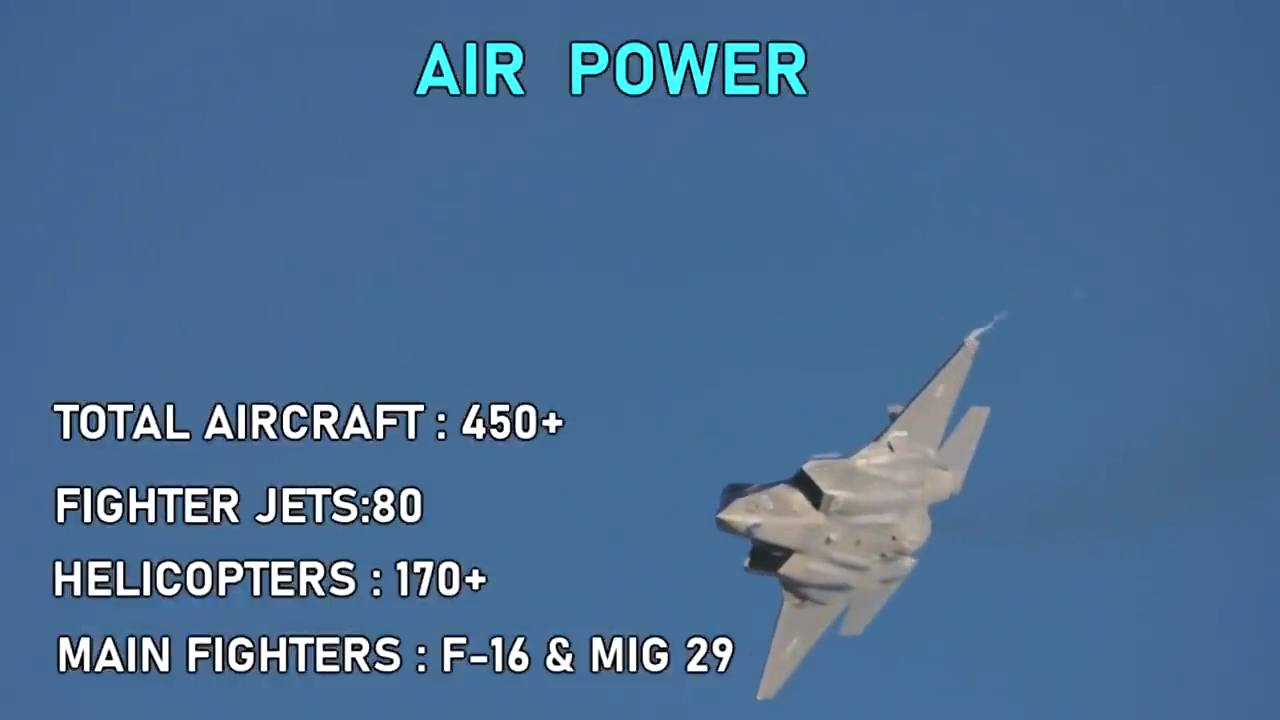 AIR POWER
TOTAL AIRCRAFT : 450+
FIGHTER JETS:80
HELICOPTERS : 170+
MAIN FIGHTERS : F-16 & MIG 29